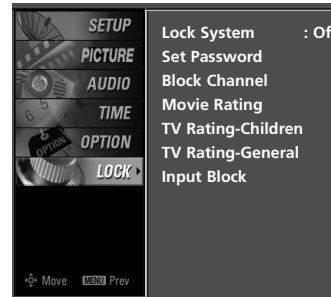 SETUP
PICTURE
AUDIO
TIME
OPTION
LOCK
Move MENU Prev
Lock System : Of
Set Password
Block Channel
Movie Rating
TV Rating-Children
TV Rating-General
Input Block